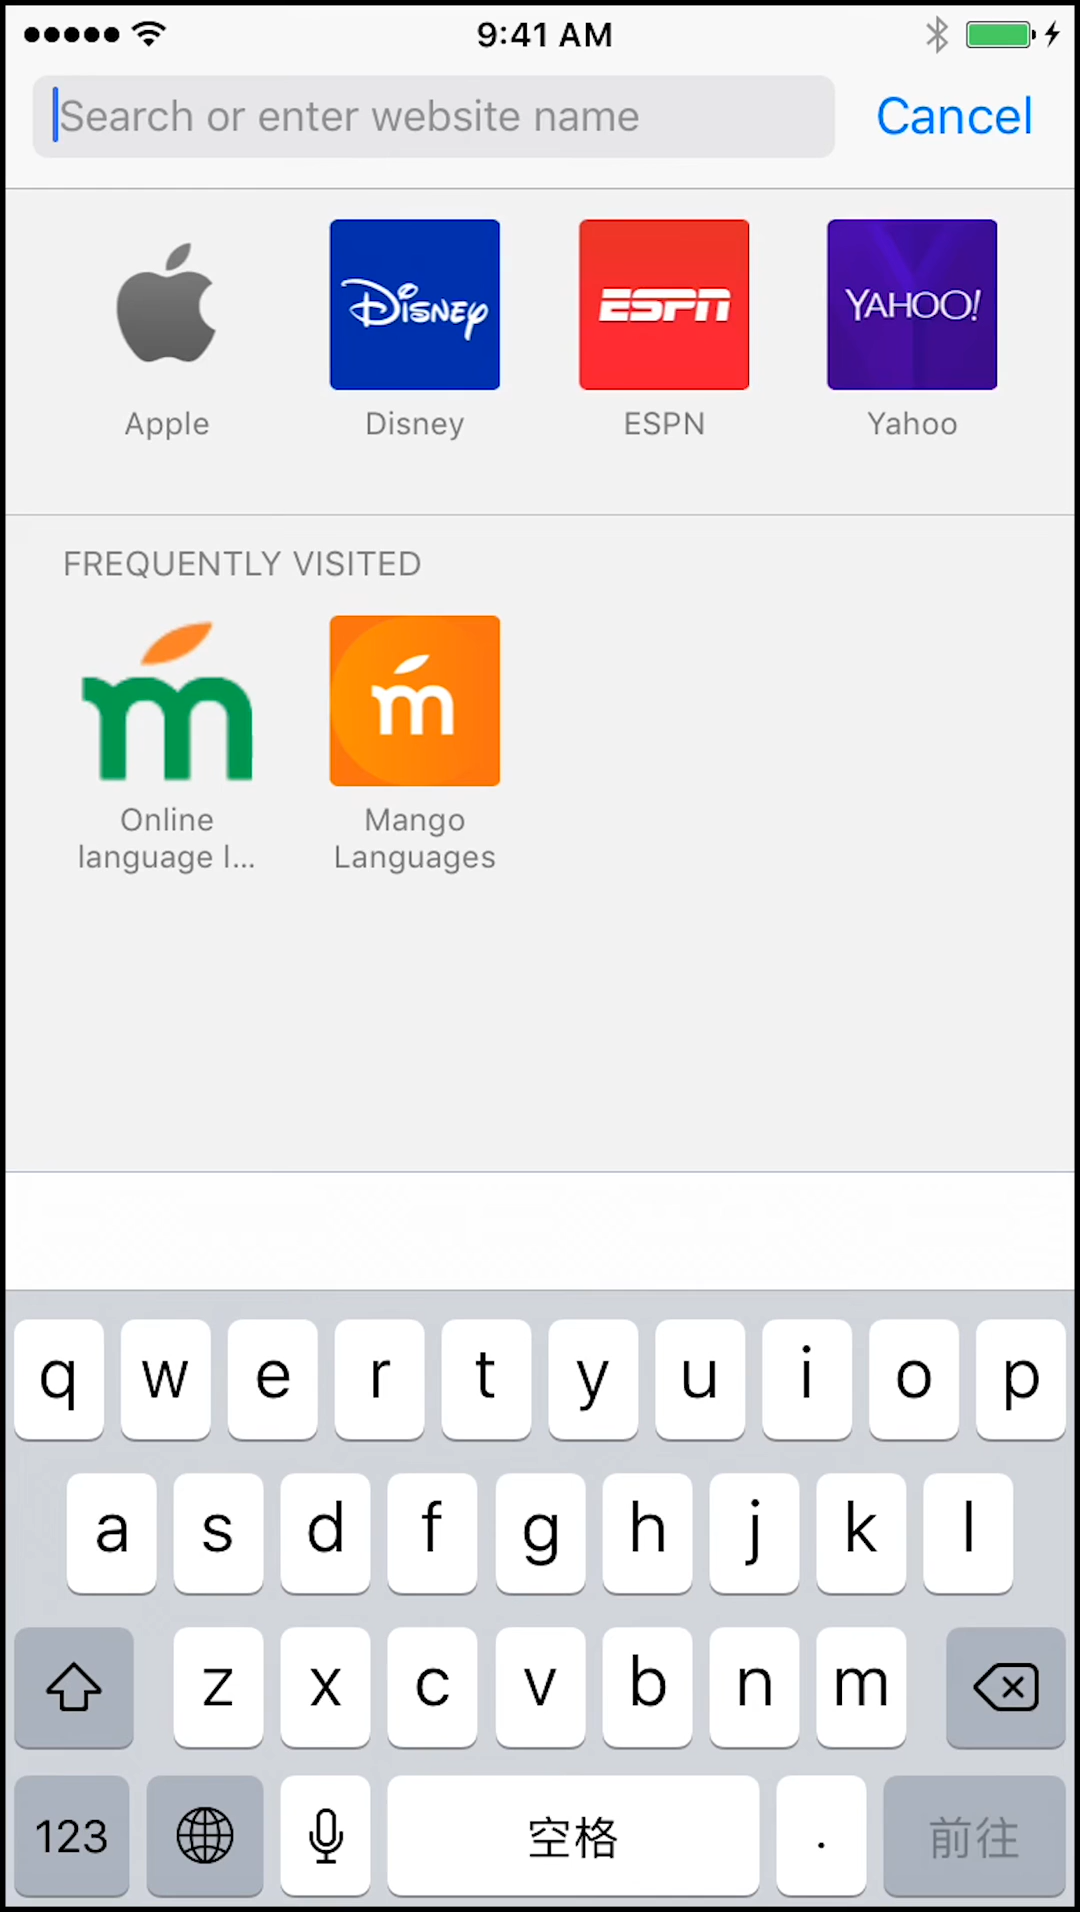 9:41 AM
Search or enter website name
Cancel
Disney
ESPN
YAHOO!
Apple
Disney
ESPN
Yahoo
FREQUENTLY VISITED
m
m
Online
language l...
Mango
Languages
q w e r t y u i o p
a s d f g h j k l
z x c v b n m
123
空格
.
前往